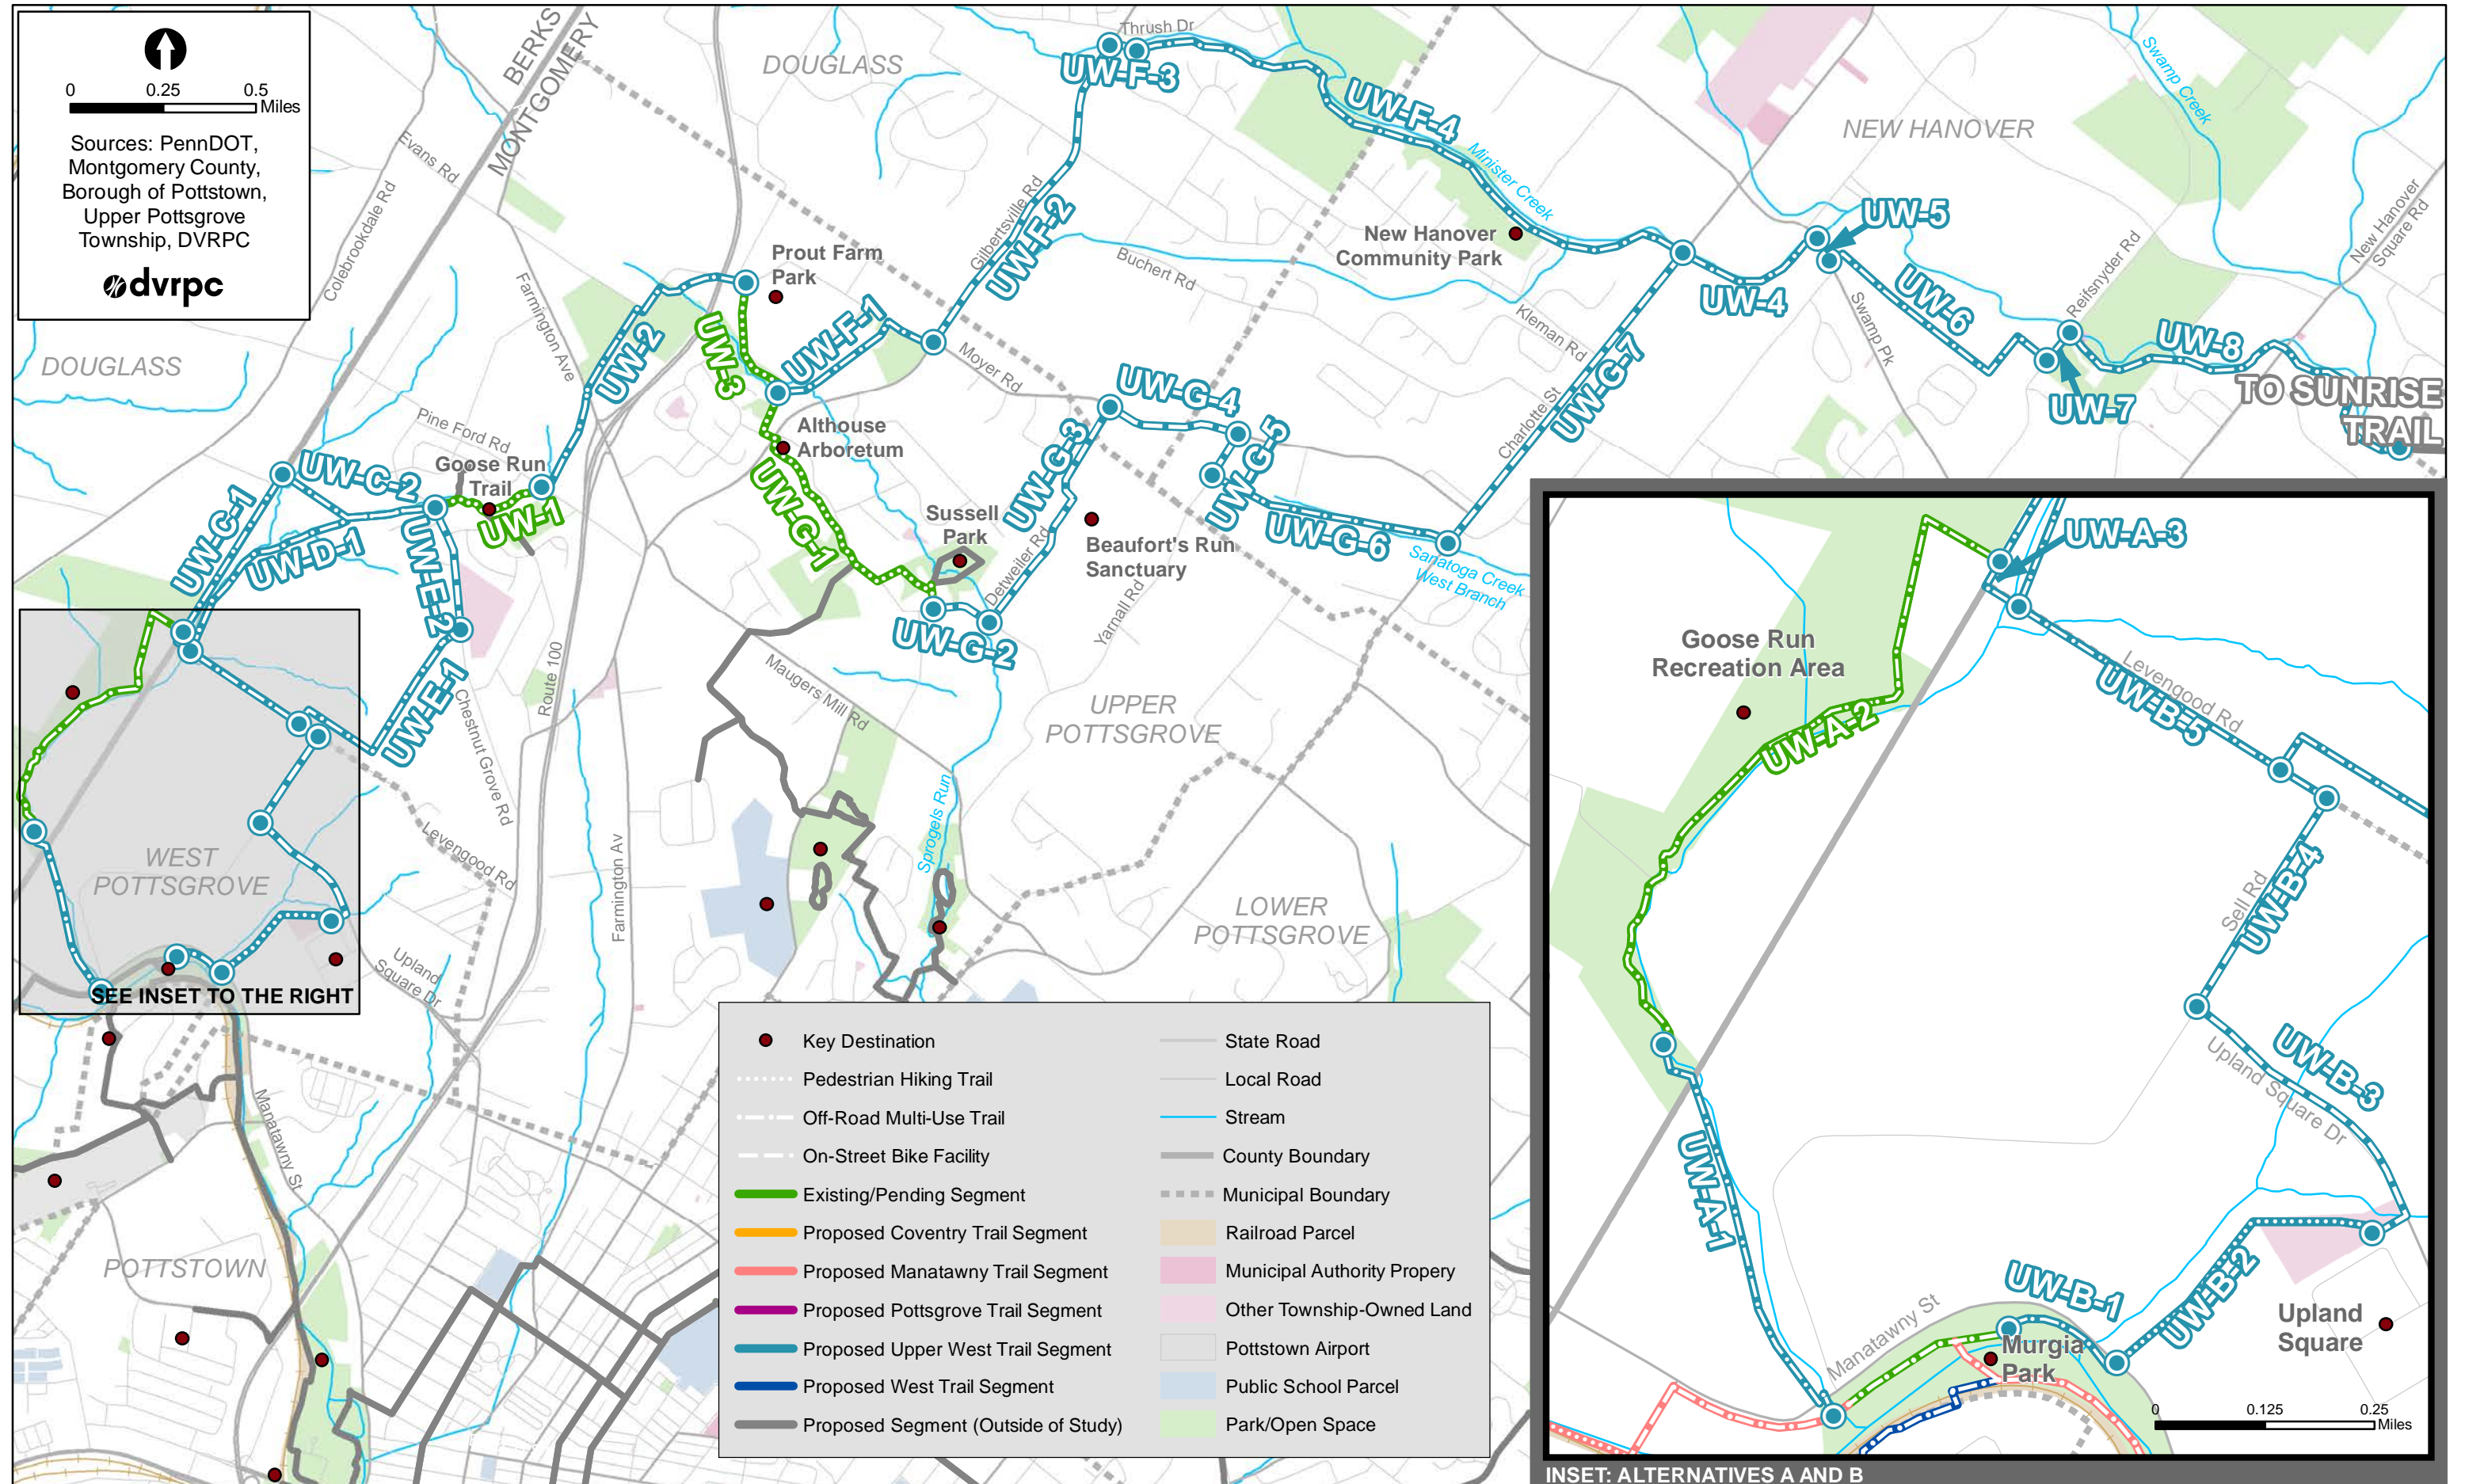 BERKS
MONTGOMERY
0 0.25 0.5
Miles
Sources: PennDOT,
Montgomery County,
Borough of Pottstown,
Upper Pottsgrove
Township, DVRPC
dvrpc
DOUGLASS
Thrush Dr
UW-F-3
UW-F-4
Minister Creek
NEW HANOVER
Swamp Creek
Evans Rd
Colebrookdale Rd
Farmington Ave
Prout Farm
Park
Gilbertsville Rd
UW-F-2
Buchert Rd
New Hanover
Community Park
UW-5
UW-4
UW-6
Swamp Pk
Reifsnyder Rd
New Hanover
Square Rd
UW-8
UW-7
TO SUNRISE
TRAIL
DOUGLASS
UW-2
UW-3
UW-F-1
Moyer Rd
Kleman Rd
UW-G-7
Charlotte St
Pine Ford Rd
Goose Run
Trail
UW-1
Althouse
Arboretum
UW-G-4
UW-G-3
UW-G-5
UW-C-2
UW-C-1
UW-D-1
UW-E-2
UW-G-1
Sussell
Park
Detweiler Rd
Beaufort's Run
Sanctuary
UW-G-6
Sanatoga Creek
West Branch
UW-G-2
Yarnall Rd
UW-E-1
Chestnut Grove Rd
Route 100
Maugers Mill Rd
UPPER
POTTSGROVE
Levengood Rd
Farmington Av
Sprogels Run
WEST
POTTSGROVE
LOWER
POTTSGROVE
Upland
Square Dr
SEE INSET TO THE RIGHT
Manatawny St
POTTSTOWN
Key Destination
Pedestrian Hiking Trail
Off-Road Multi-Use Trail
On-Street Bike Facility
Existing/Pending Segment
Proposed Coventry Trail Segment
Proposed Manatawny Trail Segment
Proposed Pottsgrove Trail Segment
Proposed Upper West Trail Segment
Proposed West Trail Segment
Proposed Segment (Outside of Study)
State Road
Local Road
Stream
County Boundary
Municipal Boundary
Railroad Parcel
Municipal Authority Propery
Other Township-Owned Land
Pottstown Airport
Public School Parcel
Park/Open Space
UW-A-3
Goose Run
Recreation Area
UW-A-2
Levengood Rd
UW-B-5
Sell Rd
UW-B-4
UW-B-3
Upland Square Dr
UW-A-1
UW-B-1
UW-B-2
Manatawny St
Murgia
Park
Upland
Square
0 0.125 0.25
Miles
INSET: ALTERNATIVES A AND B